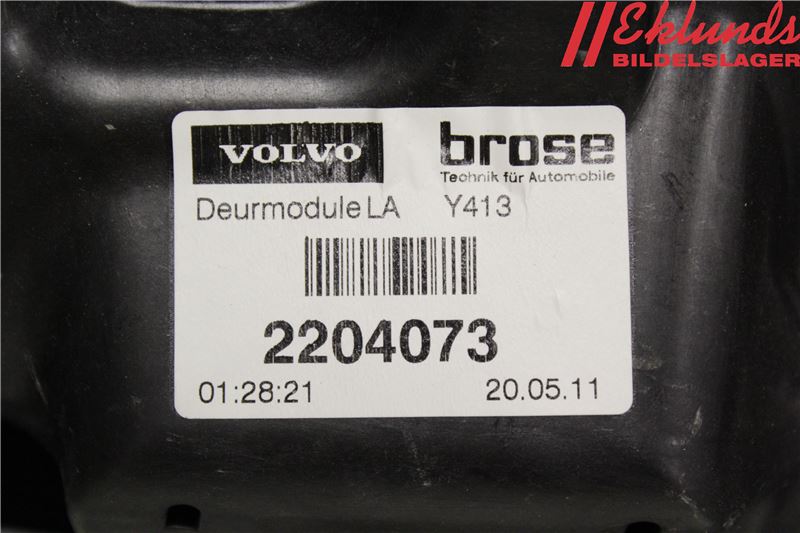 //Eklunds
BILDELSLAGER
VOLVO brose
Technik für Automobile
Deurmodule LA Y413
2204073
01:28:21 20.05.11